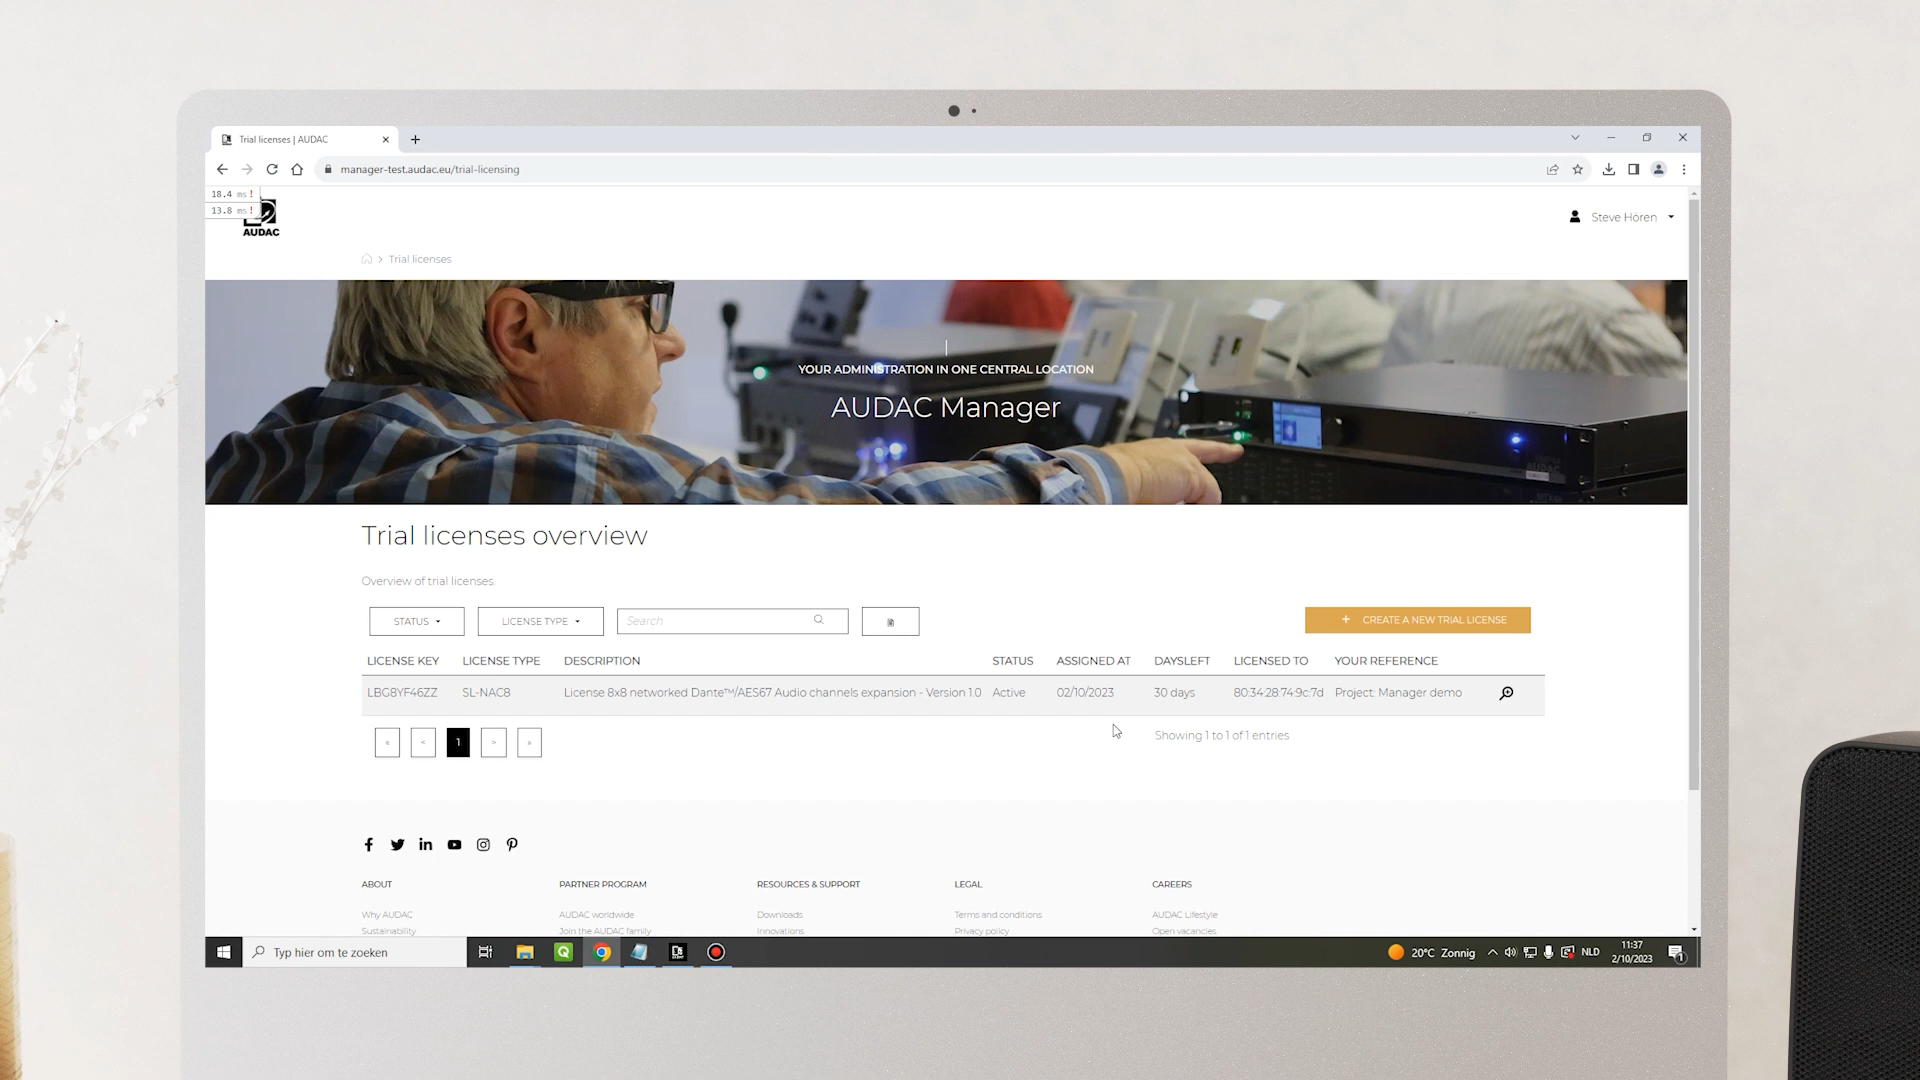 Trial licenses | AUDAC
manager-test.audac.eu/trial-licensing
18.4 ms!
13.8 ms!
AUDAC
Steve Hören
Trial licenses
YOUR ADMINISTRATION IN ONE CENTRAL LOCATION
AUDAC Manager
Trial licenses overview
Overview of trial licenses
STATUS
LICENSE TYPE
Search
+ CREATE A NEW TRIAL LICENSE
LICENSE KEY LICENSE TYPE DESCRIPTION STATUS ASSIGNED AT DAYSLEFT LICENSED TO YOUR REFERENCE
LBG8YF46ZZ SL-NAC8 License 8x8 networked Dante™/AES67 Audio channels expansion - Version 1.0 Active 02/10/2023 30 days 80:34:28:74:9c:7d Project: Manager demo
« < 1 > »
Showing 1 to 1 of 1 entries
ABOUT PARTNER PROGRAM RESOURCES & SUPPORT LEGAL CAREERS
Why AUDAC AUDAC worldwide Downloads Terms and conditions AUDAC Lifestyle
Sustainability Join the AUDAC family Innovations Privacy policy Open vacancies
Typ hier om te zoeken
20°C Zonnig
NLD
11:37
2/10/2023
1